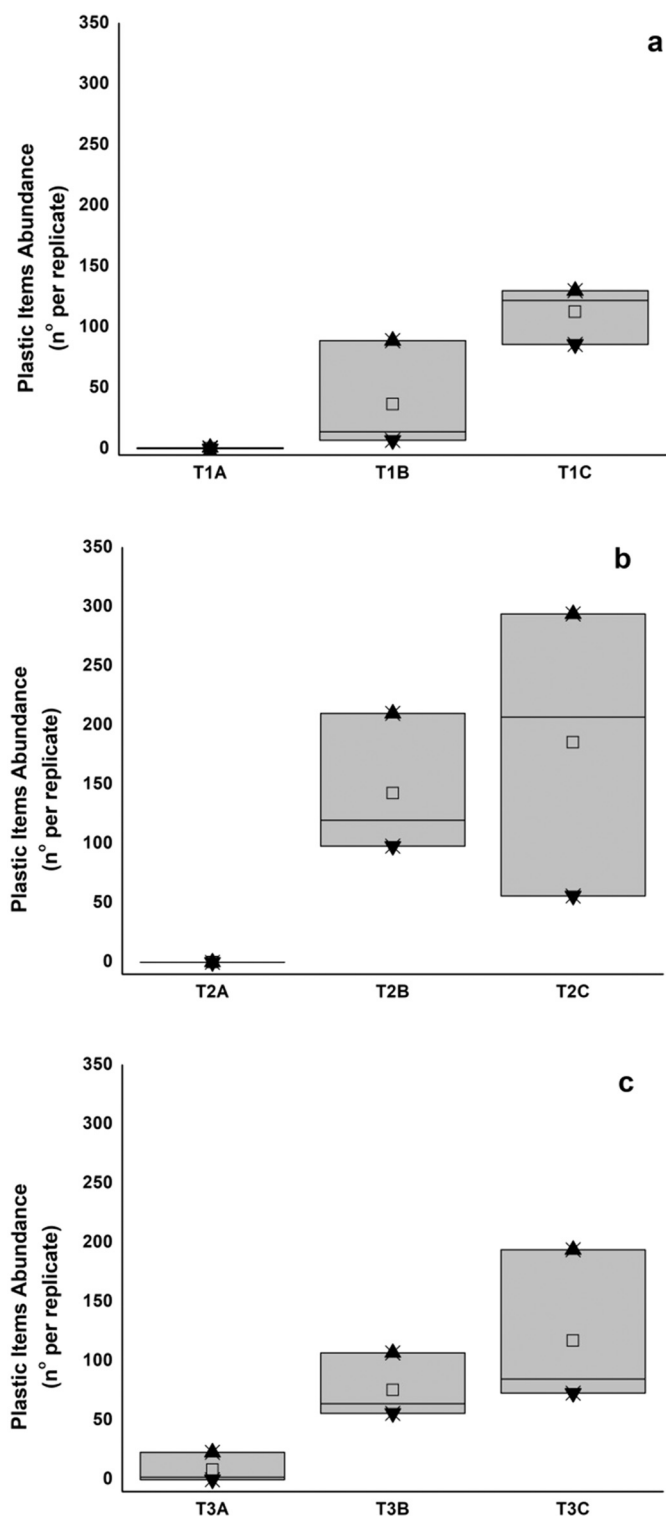 a
350
300
250
200
150
100
50
0
Plastic Items Abundance
(n° per replicate)
T1A T1B T1C
b
350
300
250
200
150
100
50
0
Plastic Items Abundance
(n° per replicate)
T2A T2B T2C
c
350
300
250
200
150
100
50
0
Plastic Items Abundance
(n° per replicate)
T3A T3B T3C